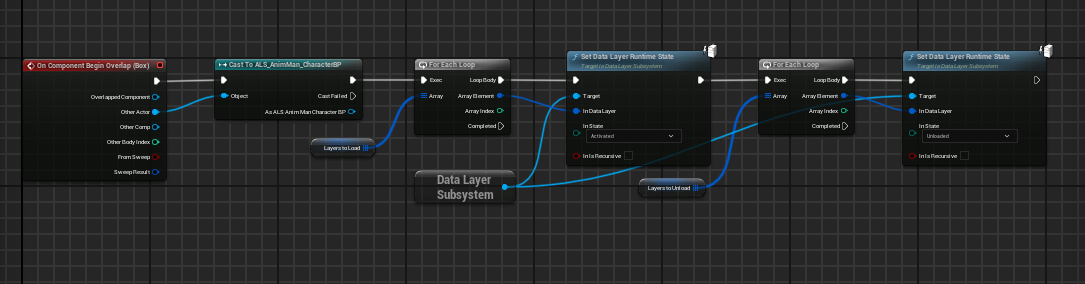 On Component Begin Overlap (Box)
Overlapped Component
Other Actor
Other Comp
Other Body Index
From Sweep
Sweep Result
Cast To ALS_AnimMan_CharacterBP
Object
Cast Failed
As ALS Anim Man Character BP
Layers to Load
For Each Loop
Exec
Loop Body
Array
Array Element
Array Index
Completed
Data Layer
Subsystem
Set Data Layer Runtime State
Target is Data Layer Subsystem
Target
In Data Layer
In State
Activated
In Is Recursive
Layers to Unload
For Each Loop
Exec
Loop Body
Array
Array Element
Array Index
Completed
Set Data Layer Runtime State
Target is Data Layer Subsystem
Target
In Data Layer
In State
Unloaded
In Is Recursive